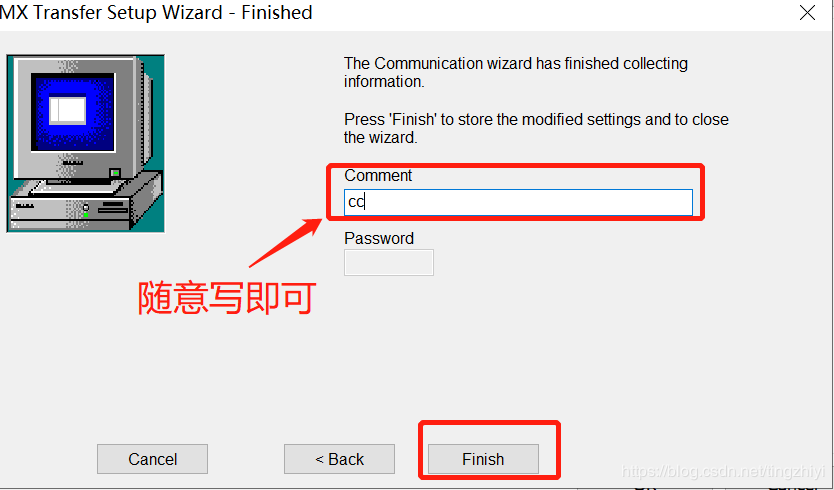 MX Transfer Setup Wizard - Finished
The Communication wizard has finished collecting
information.
Press 'Finish' to store the modified settings and to close
the wizard.
Comment
cc
Password
随意写即可
Cancel
< Back
Finish
https://blog.csdn.net/tingzhiyi